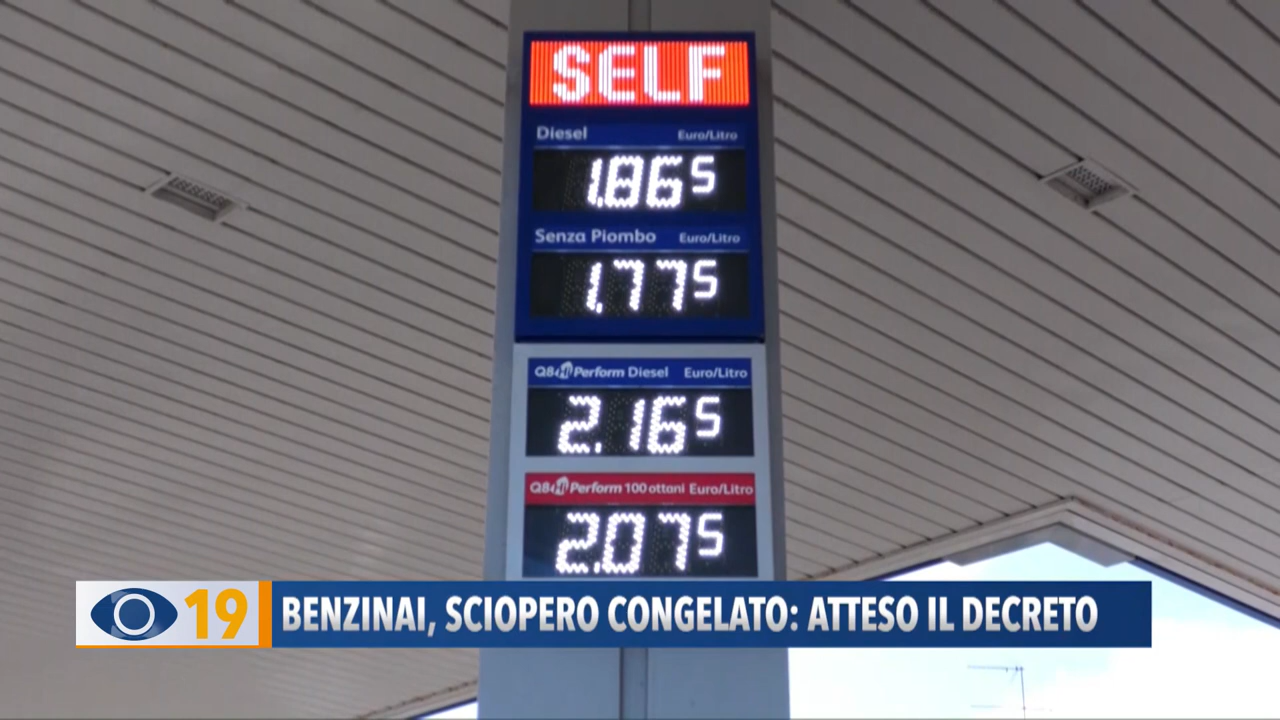 SELF
Diesel Euro/Litro
1.865
Senza Piombo Euro/Litro
1.775
Q8 Hi Perform Diesel Euro/Litro
2.165
Q8 Hi Perform 100 ottani Euro/Litro
2.075
19 BENZINAI, SCIOPERO CONGELATO: ATTESO IL DECRETO